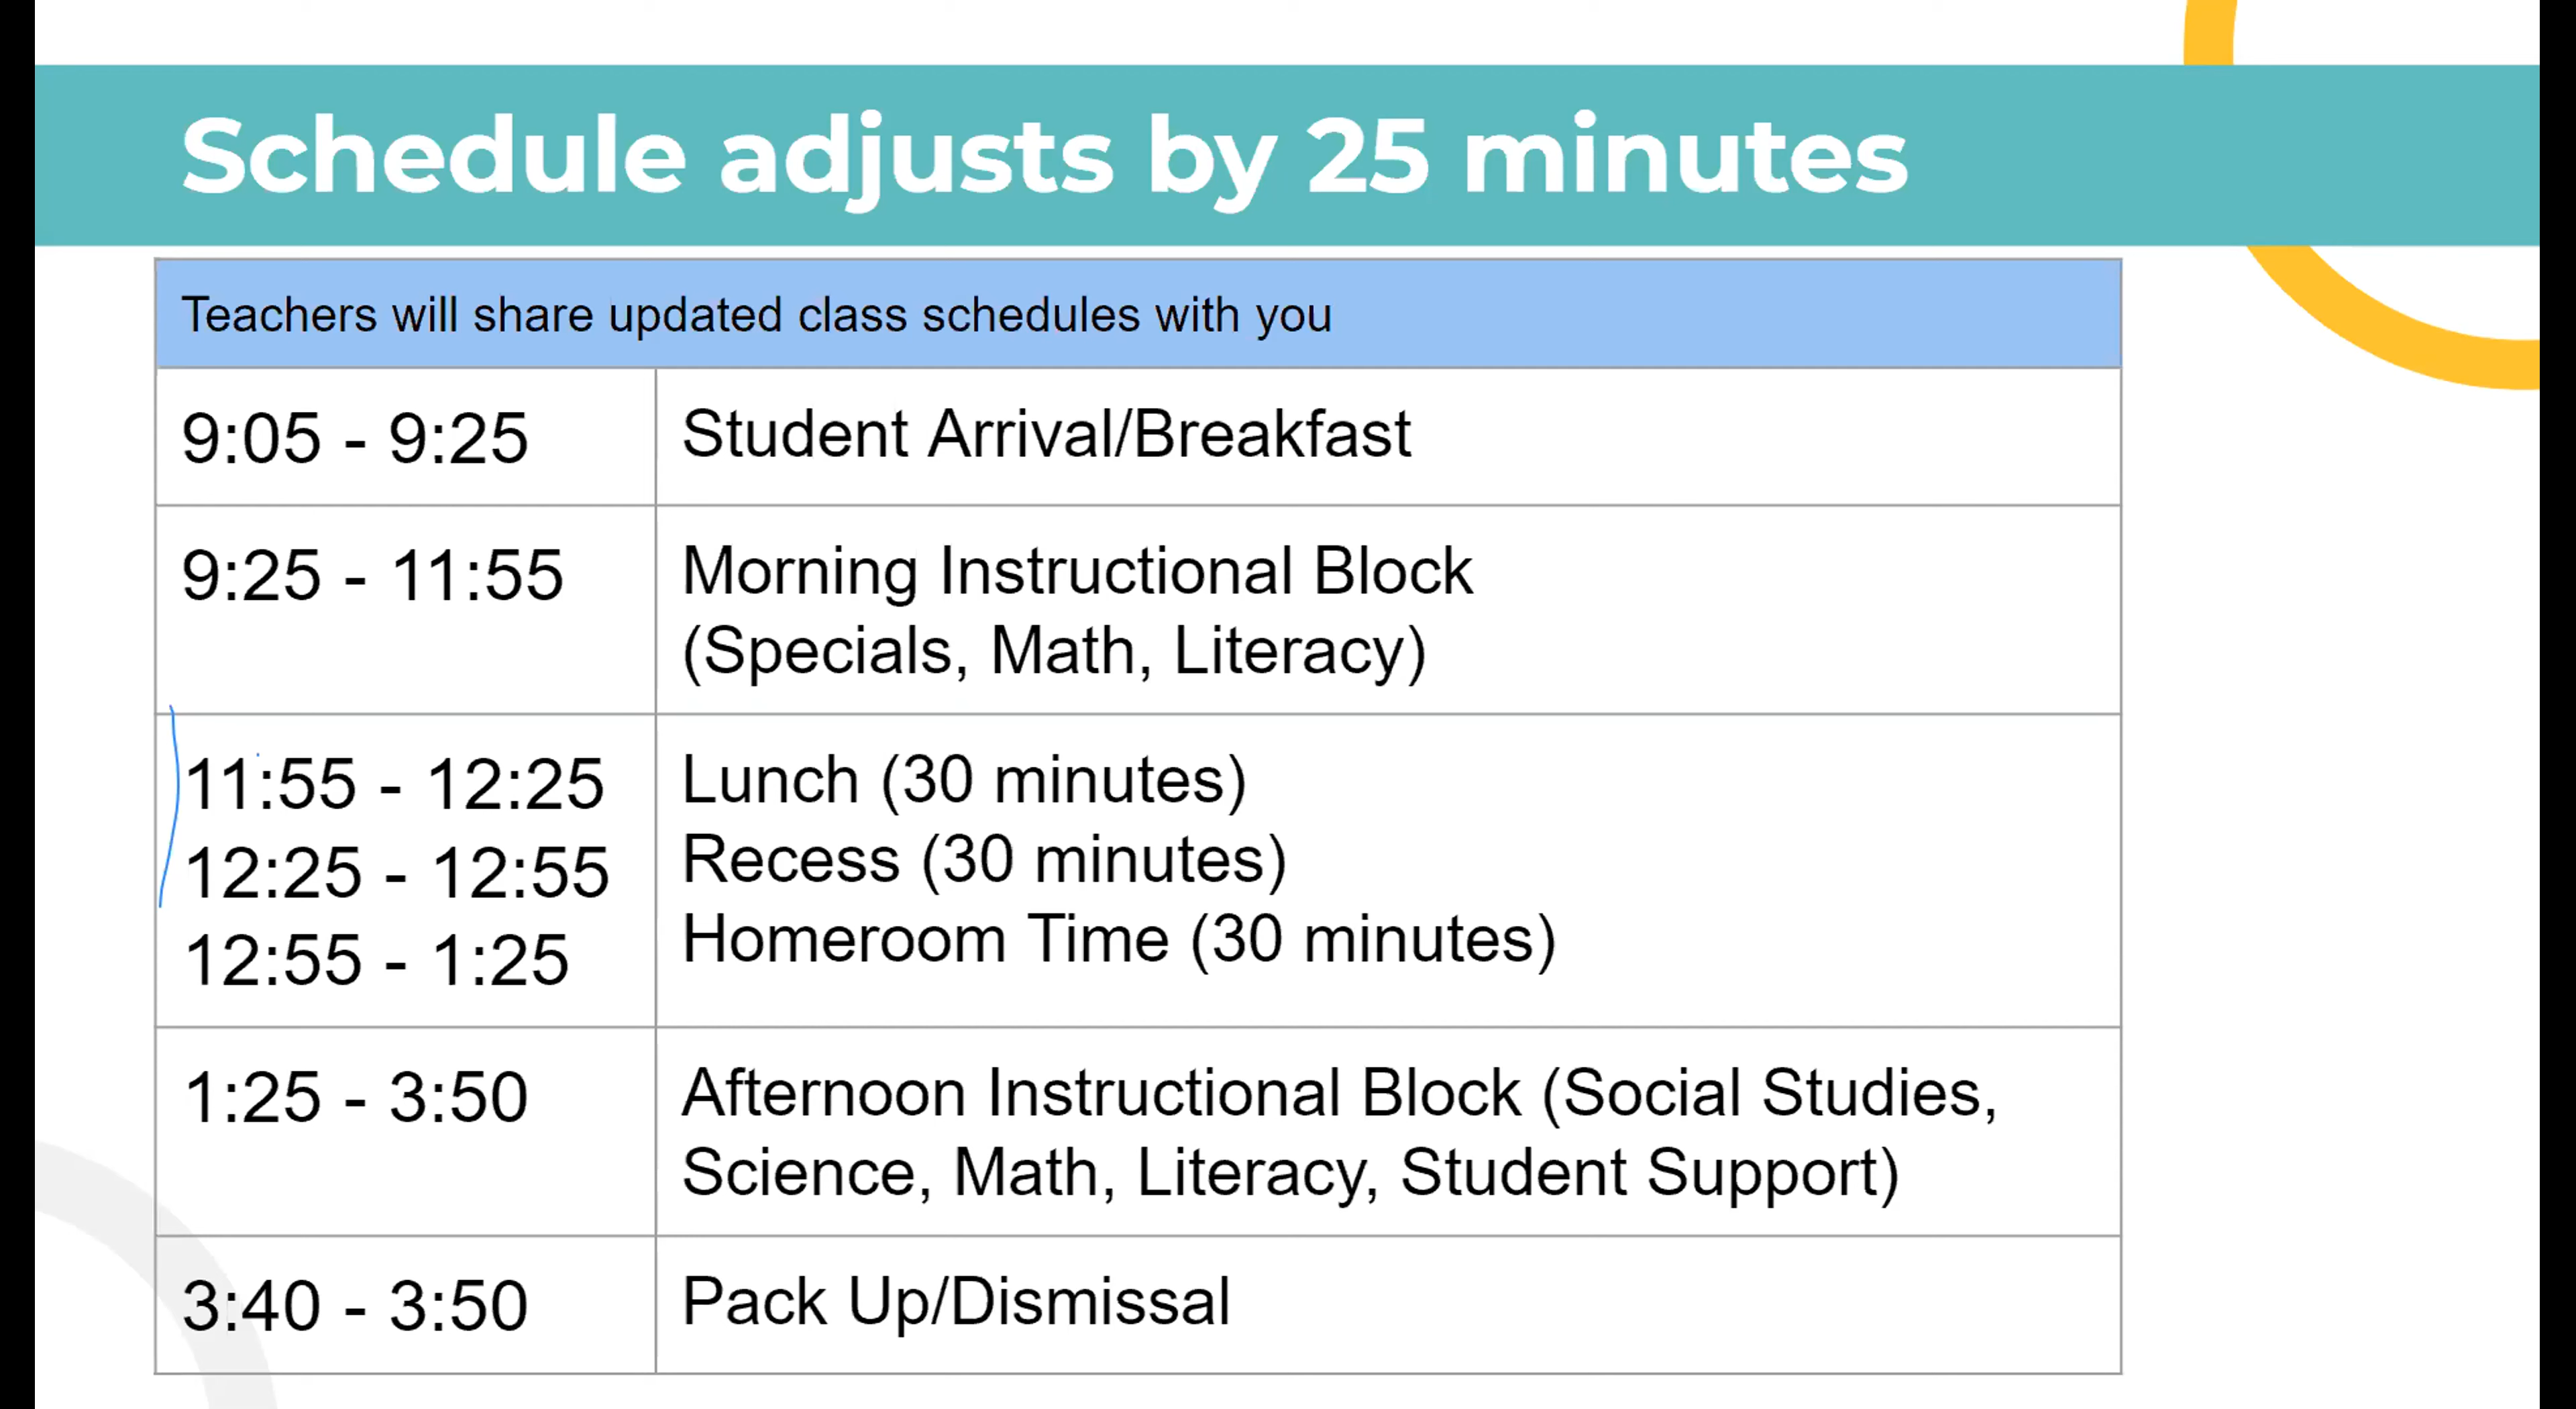 Schedule adjusts by 25 minutes
Teachers will share updated class schedules with you
9:05 - 9:25 Student Arrival/Breakfast
9:25 - 11:55 Morning Instructional Block
(Specials, Math, Literacy)
11:55 - 12:25 Lunch (30 minutes)
12:25 - 12:55 Recess (30 minutes)
12:55 - 1:25 Homeroom Time (30 minutes)
1:25 - 3:50 Afternoon Instructional Block (Social Studies,
Science, Math, Literacy, Student Support)
3:40 - 3:50 Pack Up/Dismissal